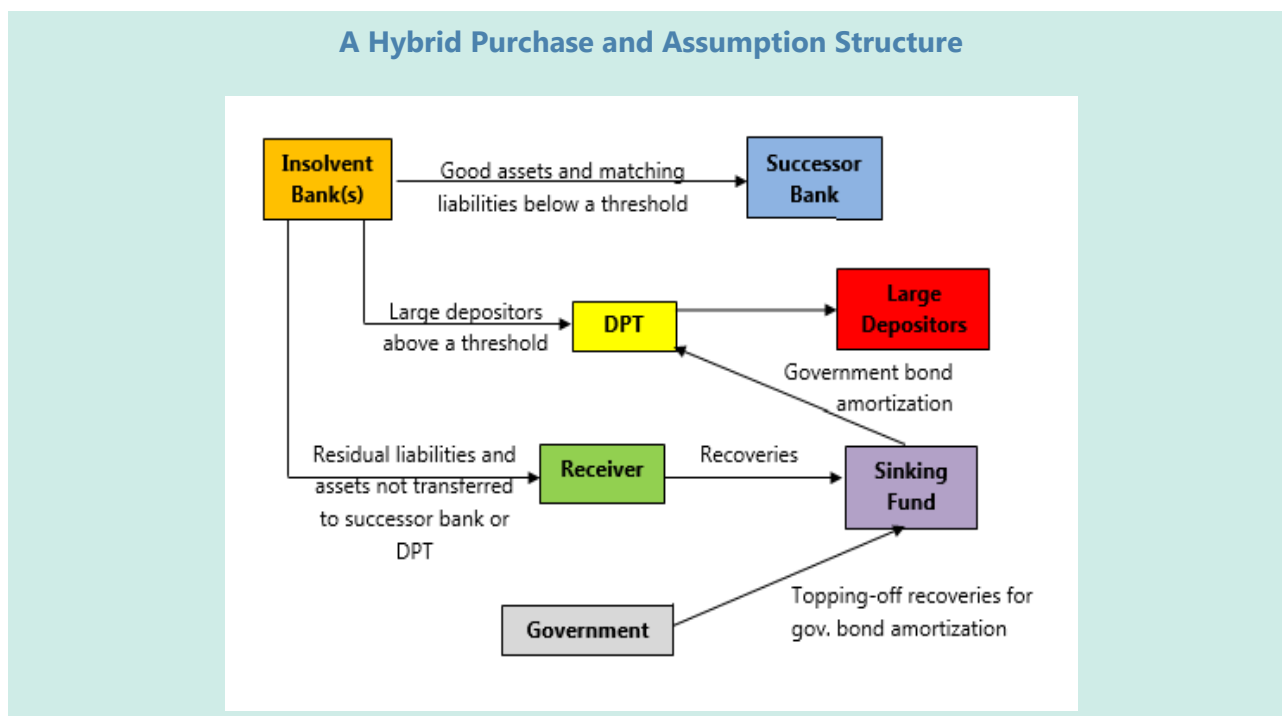 A Hybrid Purchase and Assumption Structure
Insolvent
Bank(s)
Good assets and matching
liabilities below a threshold
Successor
Bank
Large depositors
above a threshold
DPT
Large
Depositors
Government bond
amortization
Residual liabilities and
assets not transferred
to successor bank or
DPT
Receiver
Recoveries
Sinking
Fund
Government
Topping-off recoveries for
gov. bond amortization